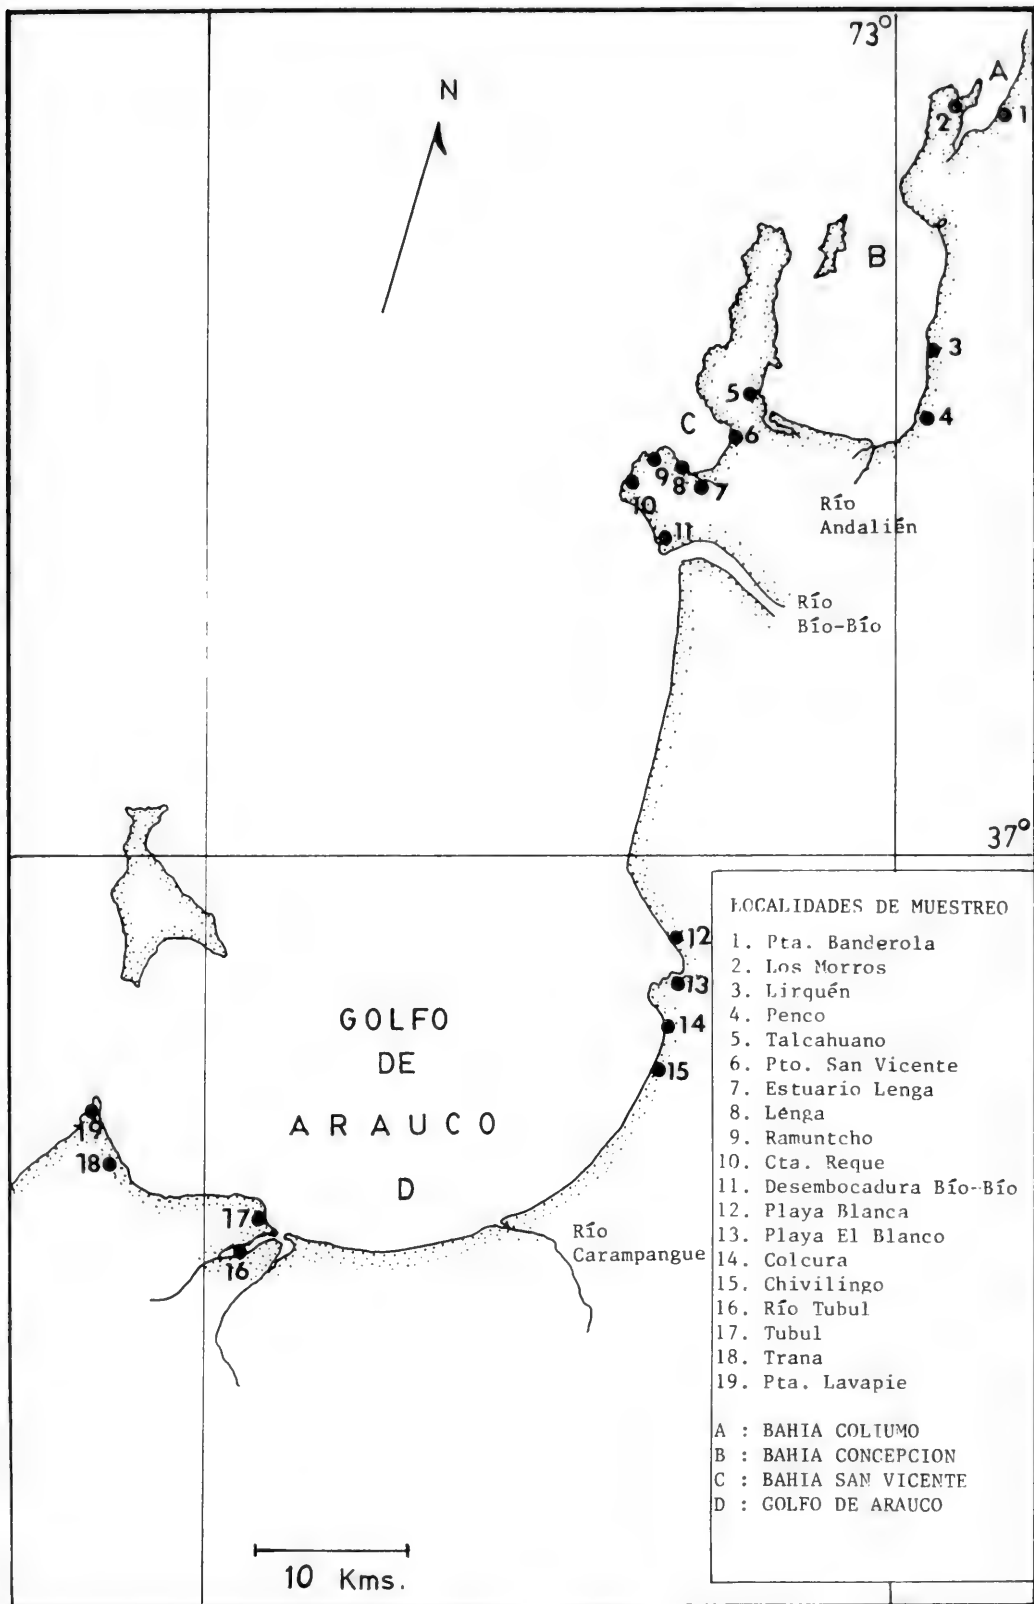 73°
N
A
2
1
B
3
5
4
C
6
9
8
7
10
11
Río
Andalién
Río
Bío-Bío
37°
12
13
14
15
GOLFO
DE
ARAUCO
D
19
18
17
16
Río
Carampangue
10 Kms.
LOCALIDADES DE MUESTREO
1. Pta. Banderola
2. Los Morros
3. Lirquén
4. Penco
5. Talcahuano
6. Pto. San Vicente
7. Estuario Lenga
8. Lenga
9. Ramuntcho
10. Cta. Reque
11. Desembocadura Bío-Bío
12. Playa Blanca
13. Playa El Blanco
14. Colcura
15. Chivilingo
16. Río Tubul
17. Tubul
18. Trana
19. Pta. Lavapie
A : BAHIA COLIUMO
B : BAHIA CONCEPCION
C : BAHIA SAN VICENTE
D : GOLFO DE ARAUCO